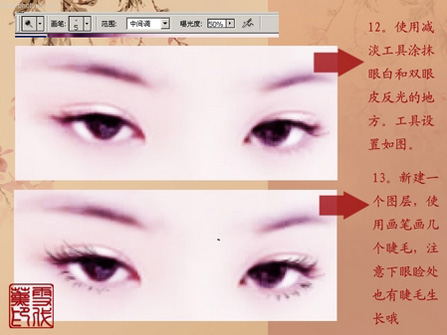 画笔: 5 范围: 中间调 曝光度: 50%
12。使用减
淡工具涂抹
眼白和双眼
皮反光的地
方。工具设
置如图。
13。新建一
个图层，使
用画笔画几
个睫毛，注
意下眼睑处
也有睫毛生
长哦